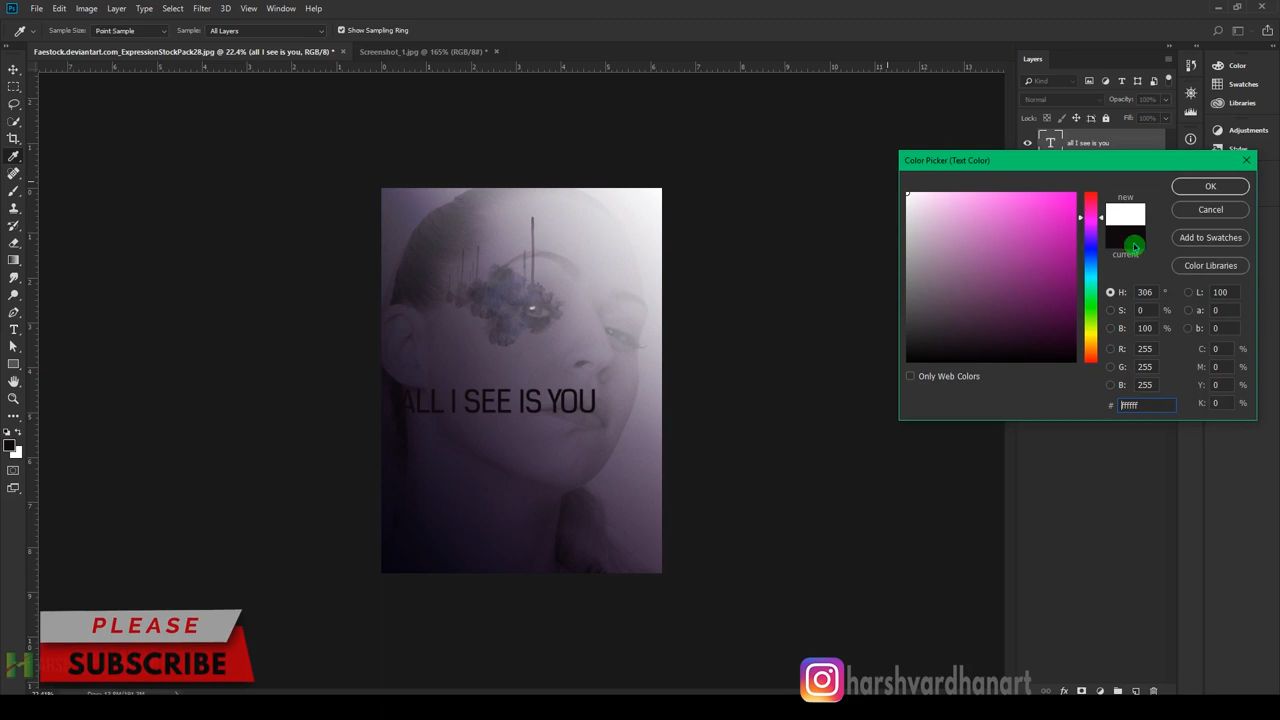 Ps File Edit Image Layer Type Select Filter 3D View Window Help
Sample Size: Point Sample Sample: All Layers Show Sampling Ring
Faestock.deviantart.com_ExpressionStockPack28.jpg @ 22.4% (all I see is you, RGB/8) * × Screenshot_1.jpg @ 165% (RGB/8#) * ×
Layers
Color
Kind
Swatches
Normal Opacity: 100%
Libraries
Lock: Fill: 100%
Adjustments
T all I see is you
Styles
Color Picker (Text Color)
new
OK
Cancel
Add to Swatches
current
Color Libraries
H: 306 ° L: 100
S: 0 % a: 0
B: 100 % b: 0
R: 255 C: 0 %
G: 255 M: 0 %
Only Web Colors
B: 255 Y: 0 %
# ffffff K: 0 %
ALL I SEE IS YOU
PLEASE
SUBSCRIBE
harshvardhanart